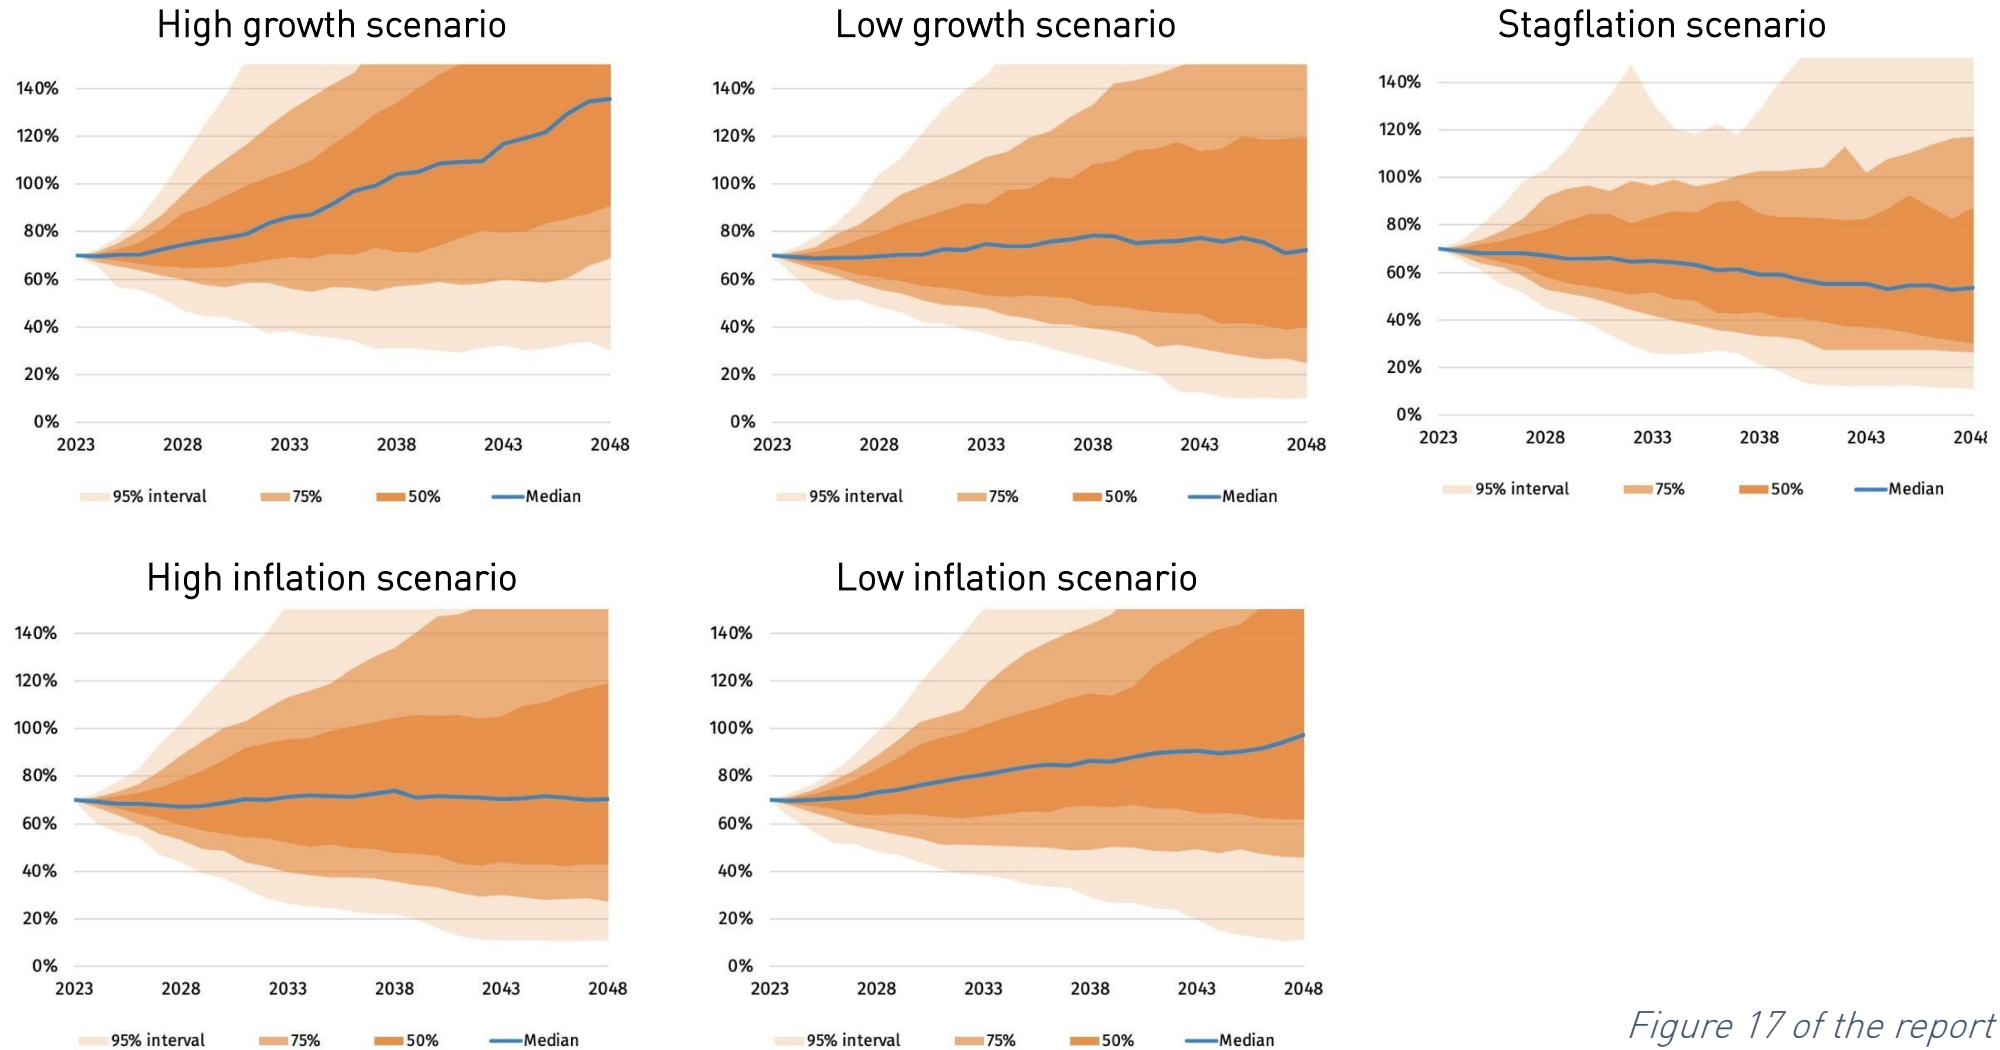 High growth scenario
140%
120%
100%
80%
60%
40%
20%
0%
2023 2028 2033 2038 2043 2048
95% interval 75% 50% Median
Low growth scenario
140%
120%
100%
80%
60%
40%
20%
0%
2023 2028 2033 2038 2043 2048
95% interval 75% 50% Median
Stagflation scenario
140%
120%
100%
80%
60%
40%
20%
0%
2023 2028 2033 2038 2043 2048
95% interval 75% 50% Median
High inflation scenario
140%
120%
100%
80%
60%
40%
20%
0%
2023 2028 2033 2038 2043 2048
95% interval 75% 50% Median
Low inflation scenario
140%
120%
100%
80%
60%
40%
20%
0%
2023 2028 2033 2038 2043 2048
95% interval 75% 50% Median
Figure 17 of the report